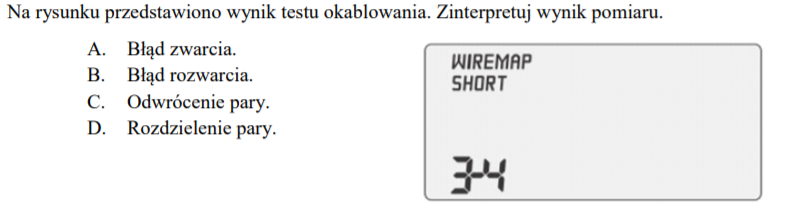 Na rysunku przedstawiono wynik testu okablowania. Zinterpretuj wynik pomiaru.
A. Błąd zwarcia.
B. Błąd rozwarcia.
C. Odwrócenie pary.
D. Rozdzielenie pary.
WIREMAP
SHORT
3-4